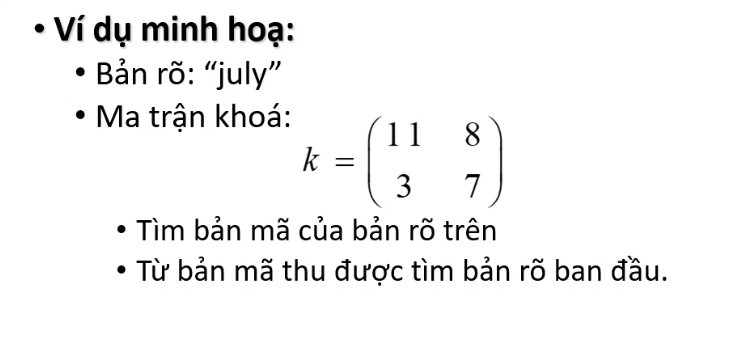 • Ví dụ minh hoạ:
• Bản rõ: “july”
• Ma trận khoá:
k = ( 11 8
3 7 )
• Tìm bản mã của bản rõ trên
• Từ bản mã thu được tìm bản rõ ban đầu.